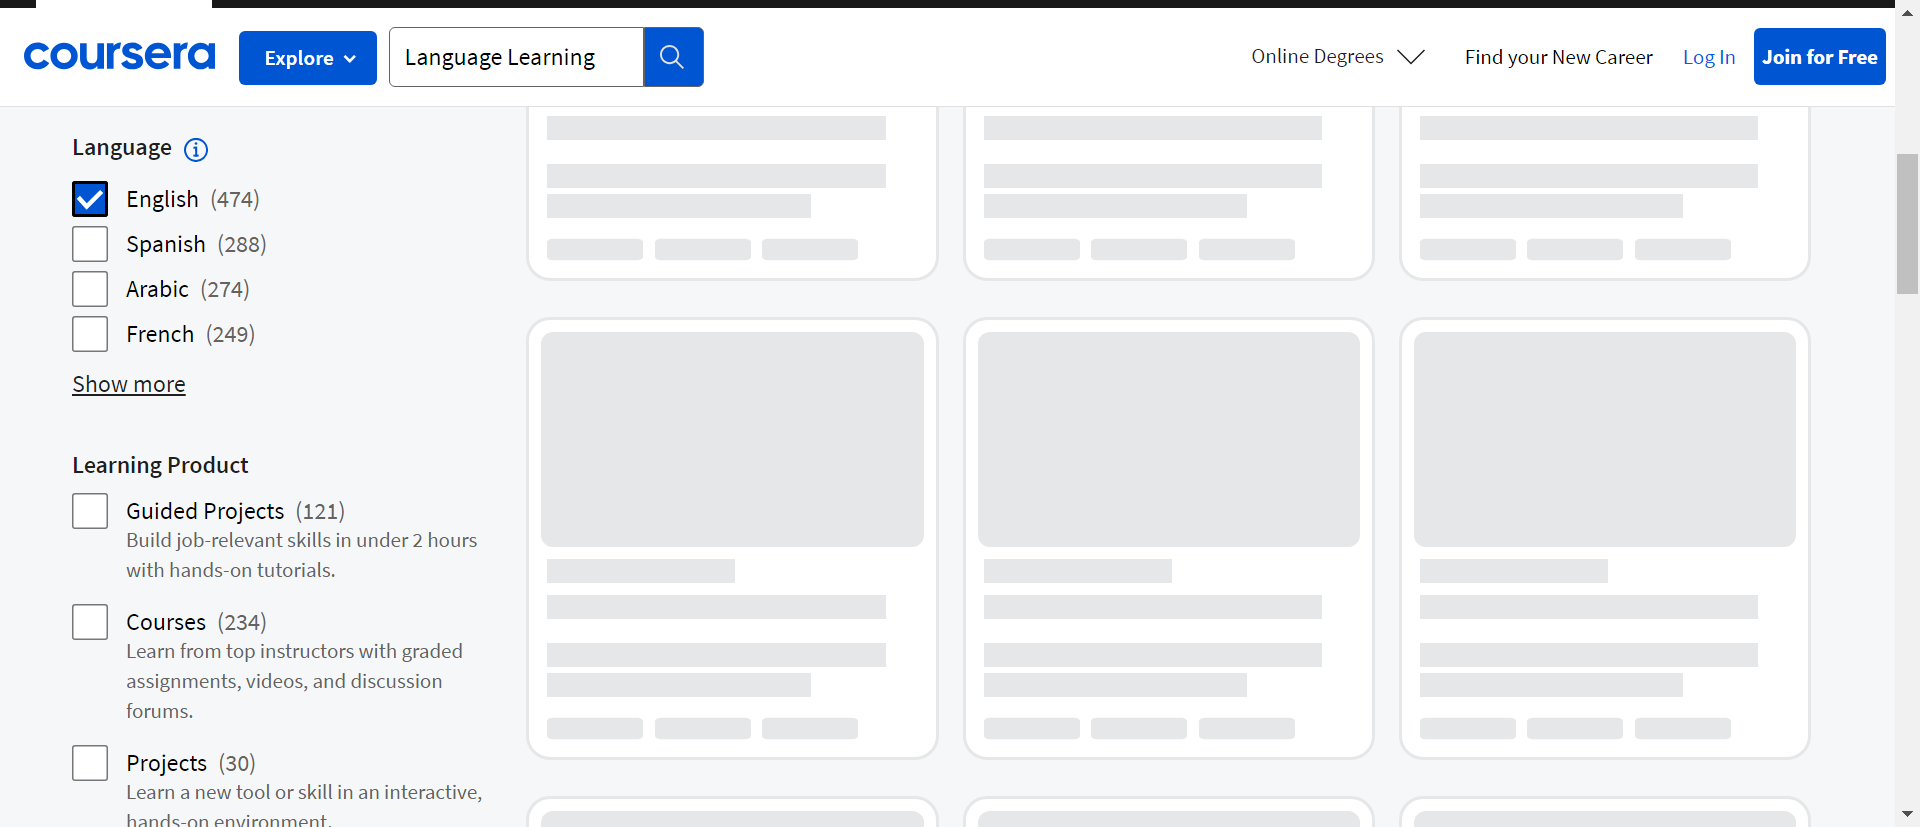 coursera
Explore
Language Learning
Online Degrees
Find your New Career
Log In
Join for Free
Language
English (474)
Spanish (288)
Arabic (274)
French (249)
Show more
Learning Product
Guided Projects (121)
Build job-relevant skills in under 2 hours
with hands-on tutorials.
Courses (234)
Learn from top instructors with graded
assignments, videos, and discussion
forums.
Projects (30)
Learn a new tool or skill in an interactive,
hands-on environment.